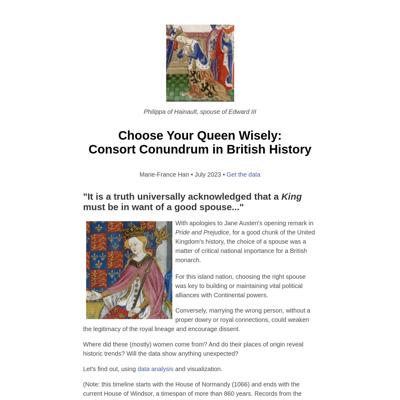 Philippa of Hainault, spouse of Edward III
Choose Your Queen Wisely:
Consort Conundrum in British History
Marie-France Han • July 2023 • Get the data
"It is a truth universally acknowledged that a King
must be in want of a good spouse..."
With apologies to Jane Austen's opening remark in
Pride and Prejudice, for a good chunk of the United
Kingdom's history, the choice of a spouse was a
matter of critical national importance for a British
monarch.
For this island nation, choosing the right spouse
was key to building or maintaining vital political
alliances with Continental powers.
Conversely, marrying the wrong person, without a
proper dowry or royal connections, could weaken
the legitimacy of the royal lineage and encourage dissent.
Where did these (mostly) women come from? And do their places of origin reveal
historic trends? Will the data show anything unexpected?
Let's find out, using data analysis and visualization.
(Note: this timeline starts with the House of Normandy (1066) and ends with the
current House of Windsor, a timespan of more than 860 years. Records from the